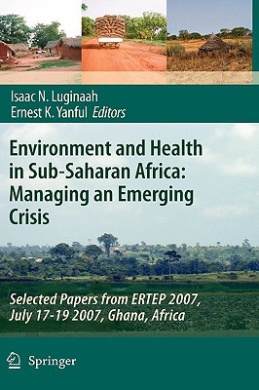 Isaac N. Luginaah
Ernest K. Yanful Editors
Environment and Health
in Sub-Saharan Africa:
Managing an Emerging
Crisis
Selected Papers from ERTEP 2007,
July 17-19 2007, Ghana, Africa
Springer